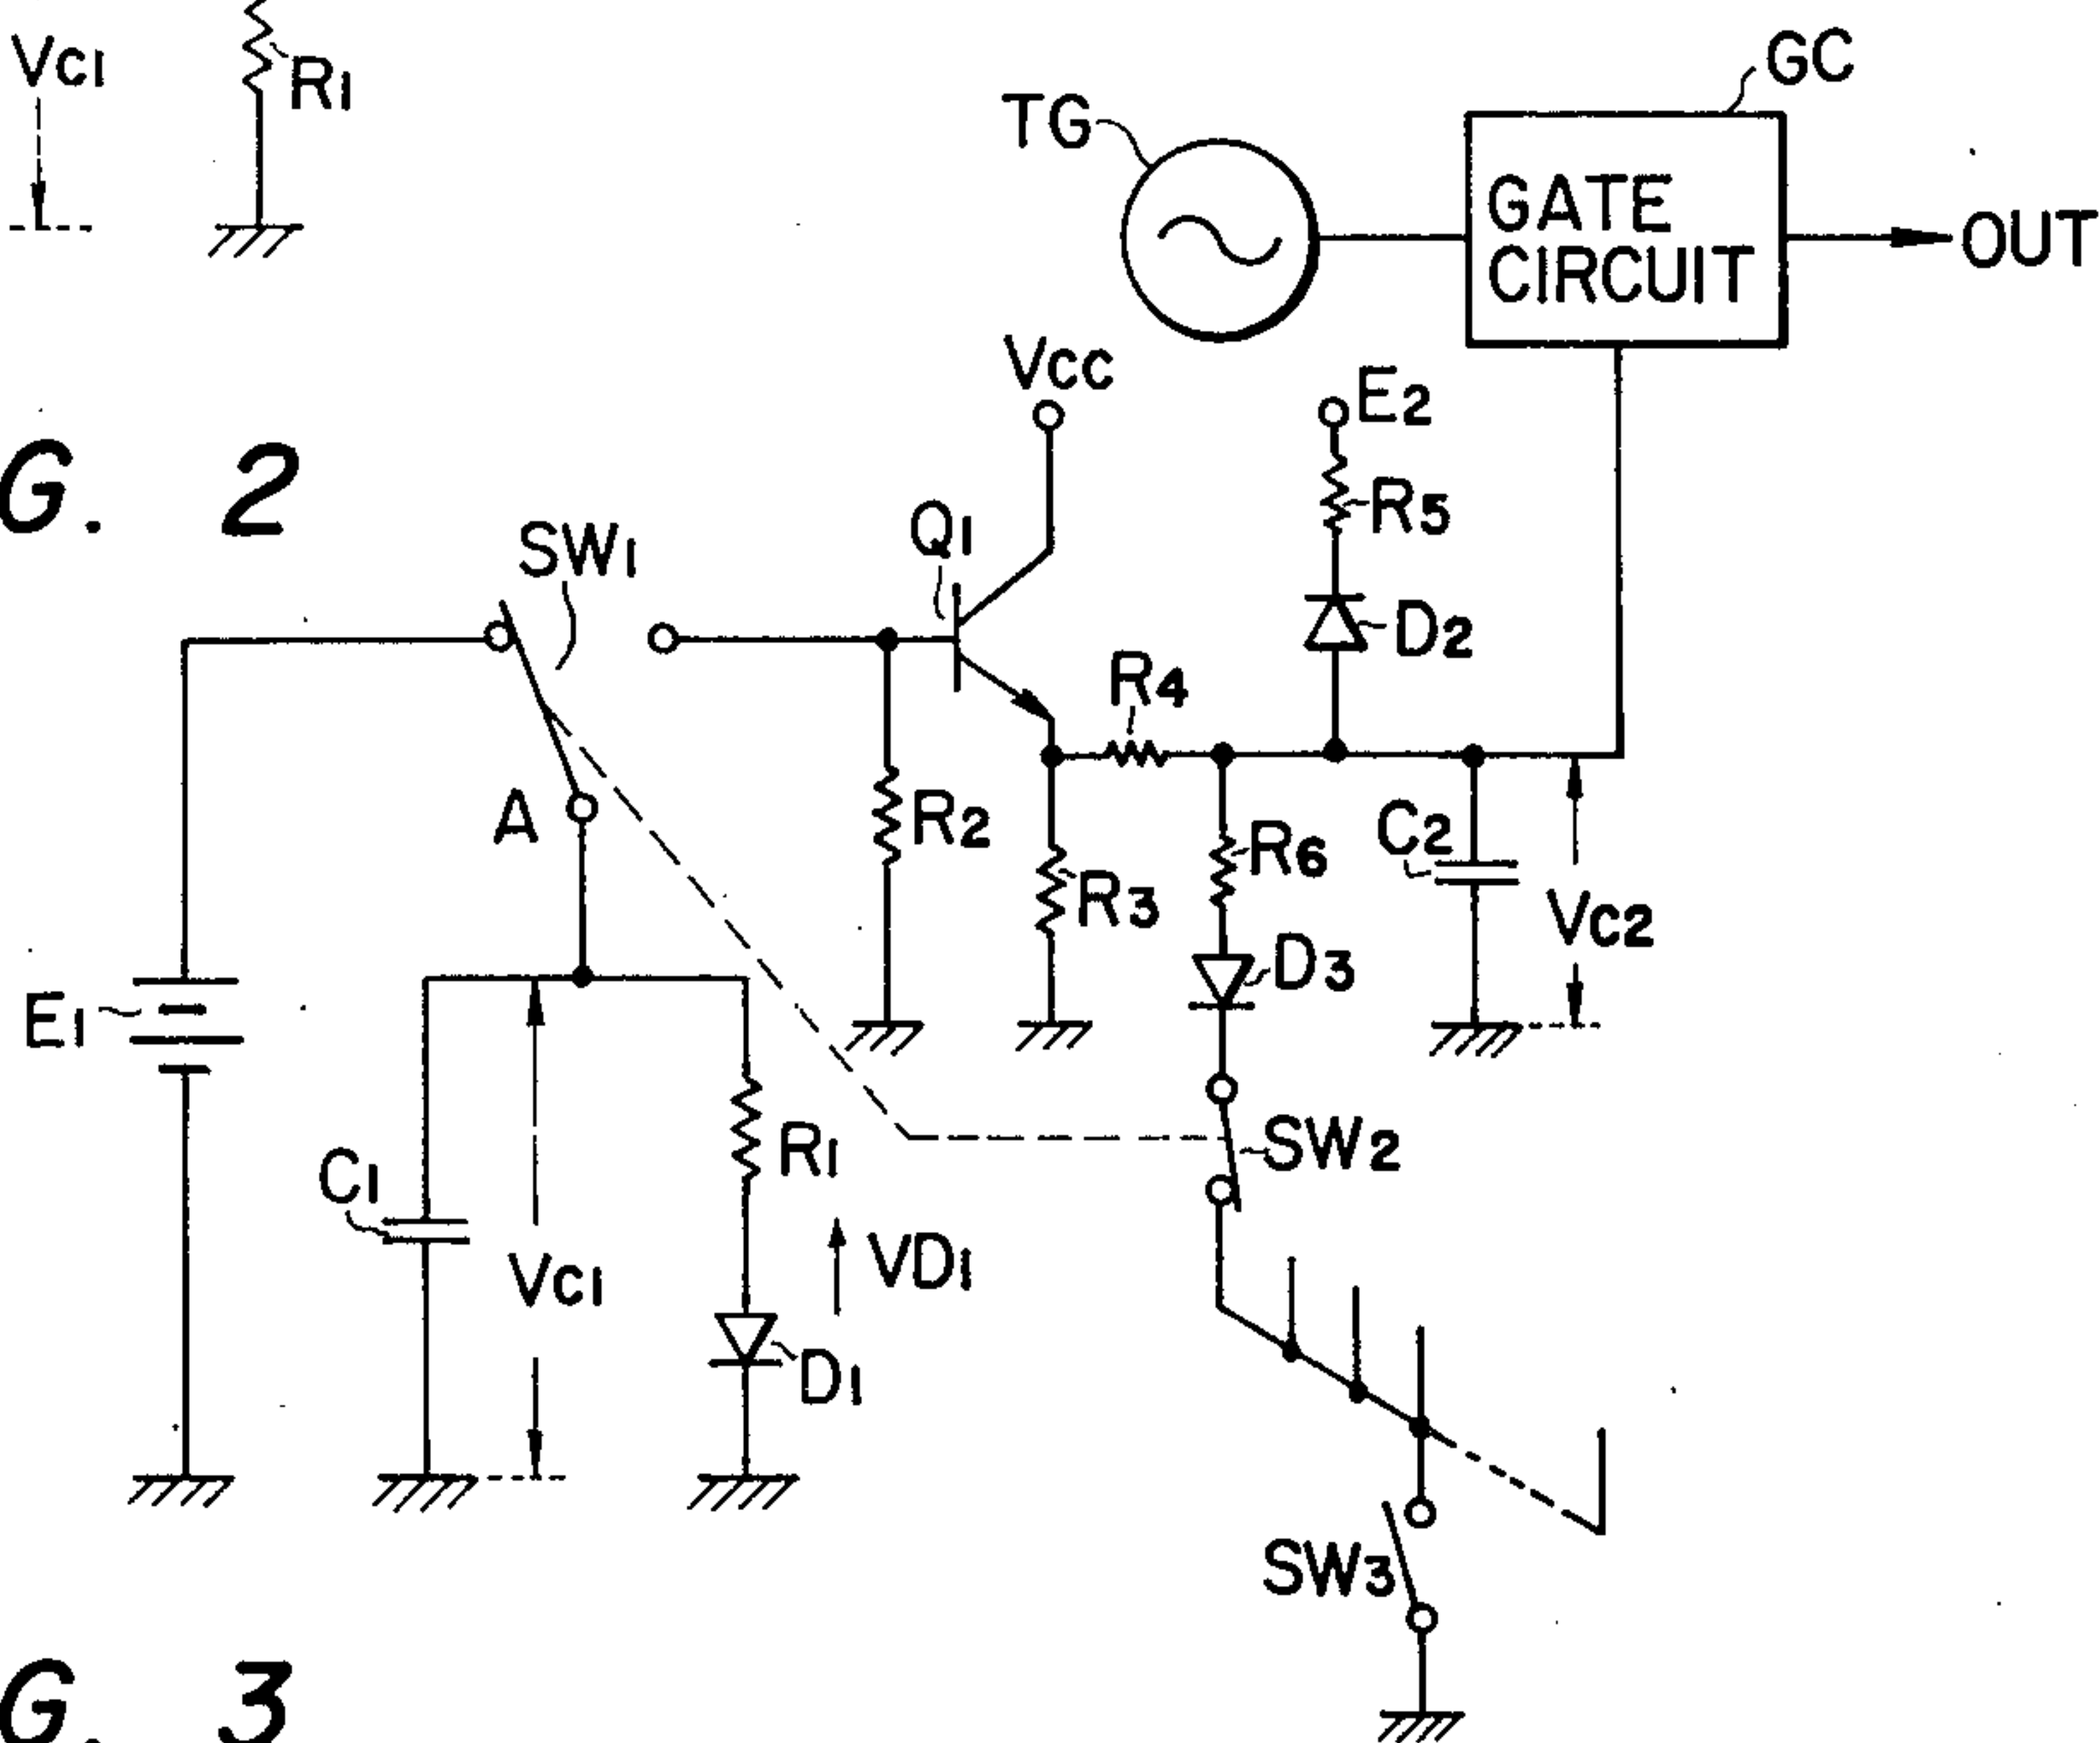 VC1
R1
GC
TG
GATE
CIRCUIT
OUT
VCC
E2
G. 2
R5
Q1
SW1
D2
R4
A
R2
C2
R6
R3
VC2
D3
E1
SW2
R1
C1
VD1
VC1
D1
SW3
G. 3